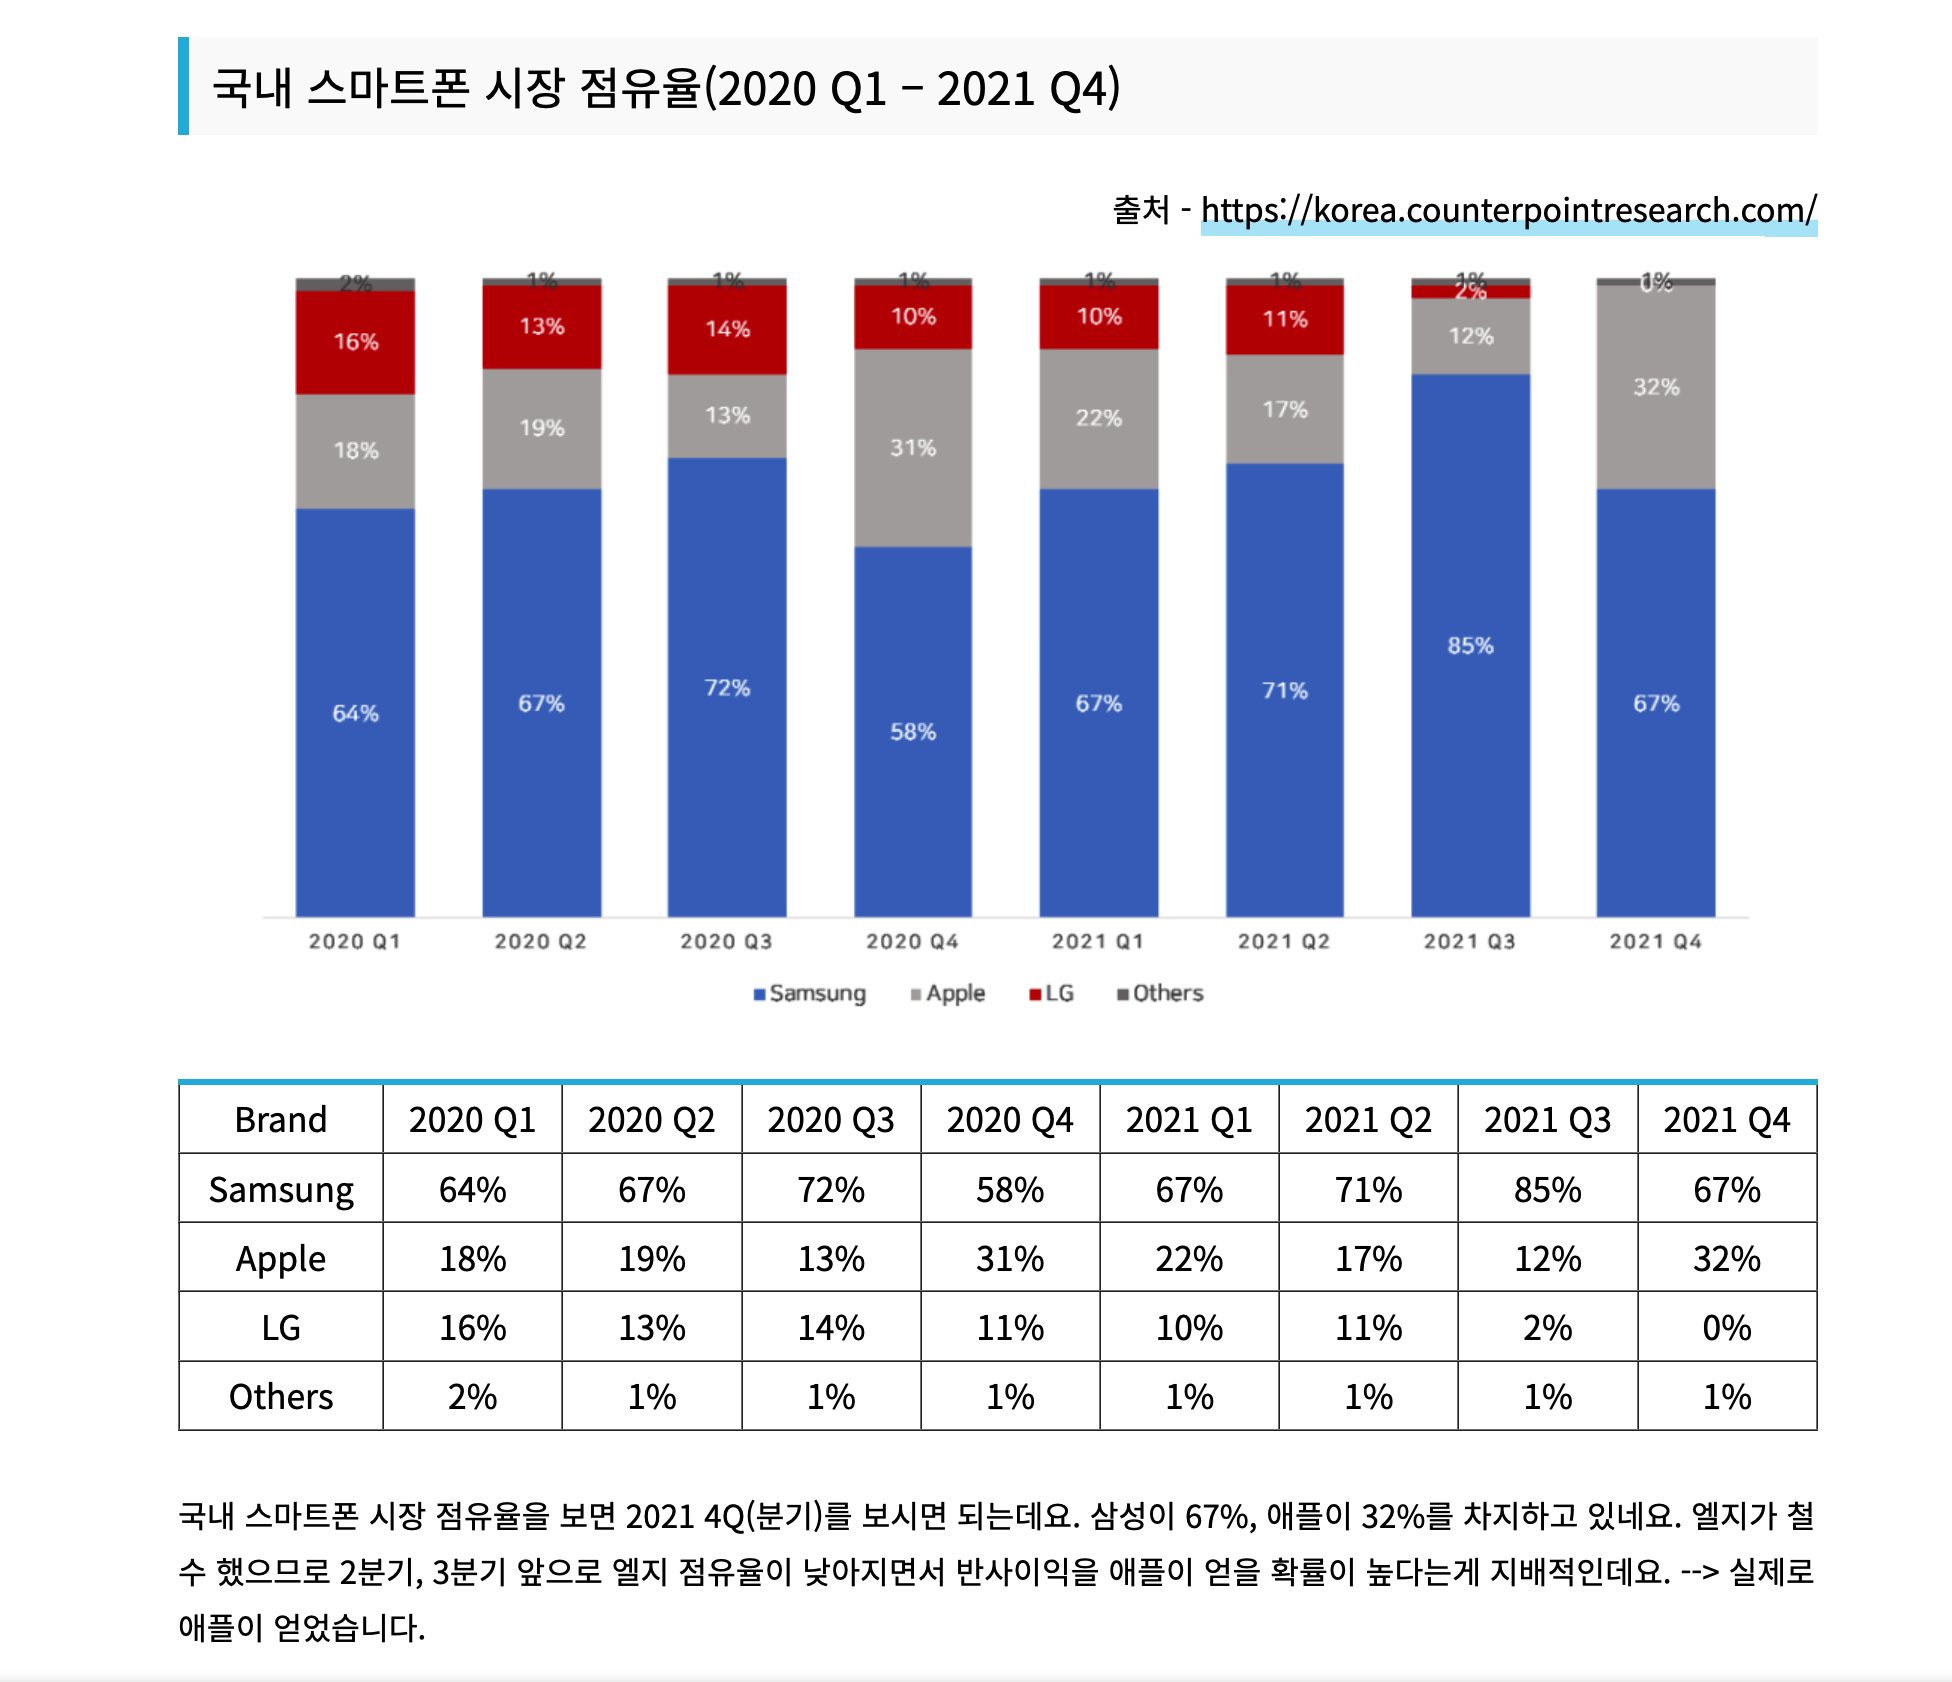 국내 스마트폰 시장 점유율(2020 Q1 – 2021 Q4)
출처 - https://korea.counterpointresearch.com/
2% 1% 1% 1% 1% 1% 1% 1%
16% 13% 14% 10% 10% 11% 2% 0%
18% 19% 13% 31% 22% 17% 12% 32%
64% 67% 72% 58% 67% 71% 85% 67%
2020 Q1 2020 Q2 2020 Q3 2020 Q4 2021 Q1 2021 Q2 2021 Q3 2021 Q4
Samsung Apple LG Others
Brand 2020 Q1 2020 Q2 2020 Q3 2020 Q4 2021 Q1 2021 Q2 2021 Q3 2021 Q4
Samsung 64% 67% 72% 58% 67% 71% 85% 67%
Apple 18% 19% 13% 31% 22% 17% 12% 32%
LG 16% 13% 14% 11% 10% 11% 2% 0%
Others 2% 1% 1% 1% 1% 1% 1% 1%
국내 스마트폰 시장 점유율을 보면 2021 4Q(분기)를 보시면 되는데요. 삼성이 67%, 애플이 32%를 차지하고 있네요. 엘지가 철
수 했으므로 2분기, 3분기 앞으로 엘지 점유율이 낮아지면서 반사이익을 애플이 얻을 확률이 높다는게 지배적인데요. --> 실제로
애플이 얻었습니다.